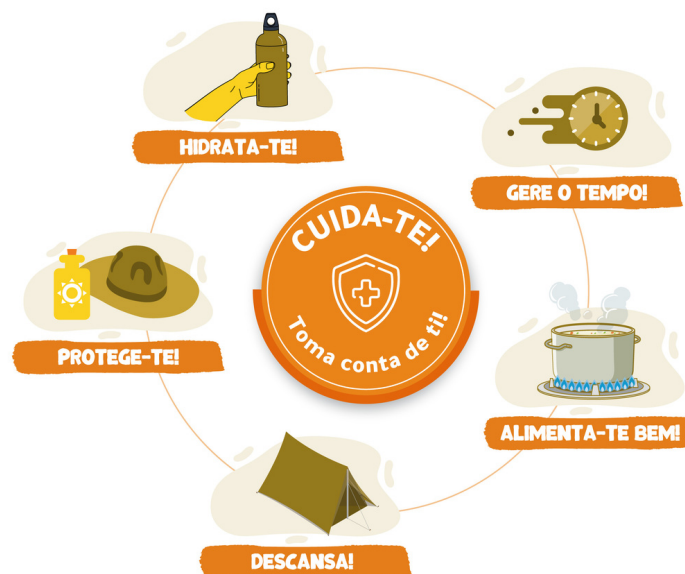 HIDRATA-TE!
GERE O TEMPO!
CUIDA-TE!
Toma conta de ti!
PROTEGE-TE!
ALIMENTA-TE BEM!
DESCANSA!